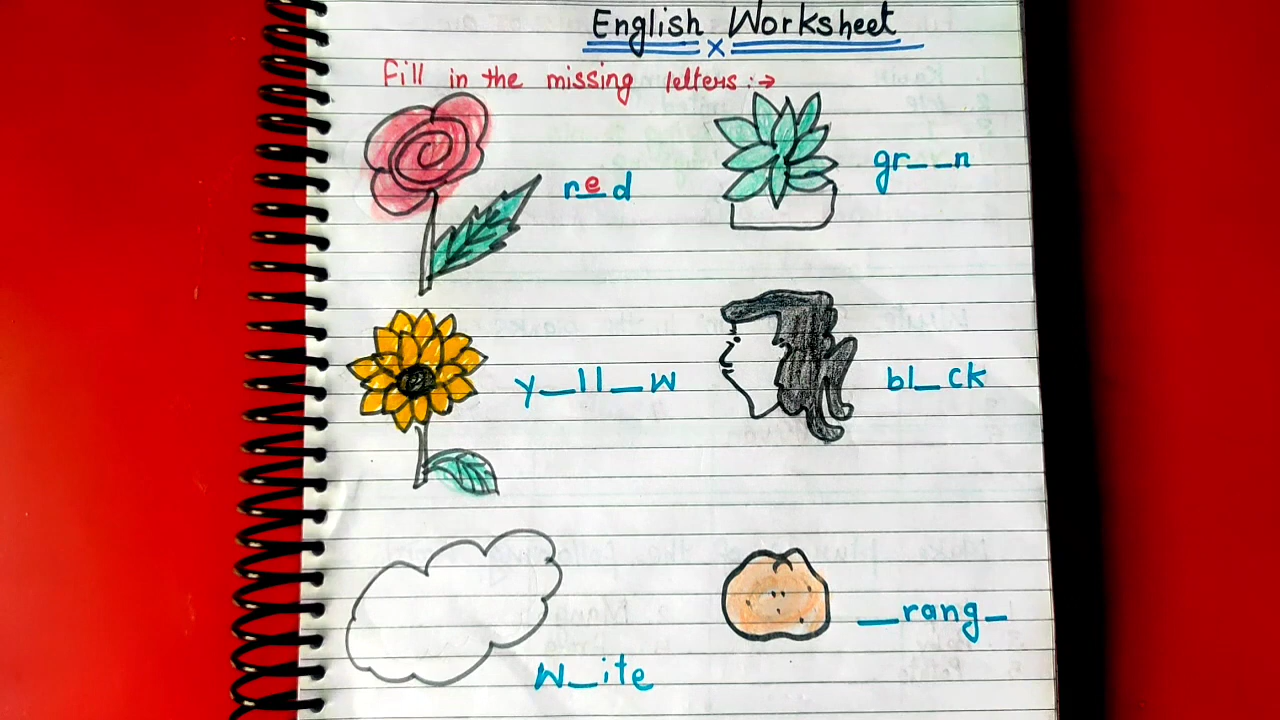 English Worksheet
x
Fill in the missing letters :→
red
gr__n
y_ll_w
bl_ck
w_ite
_rang_